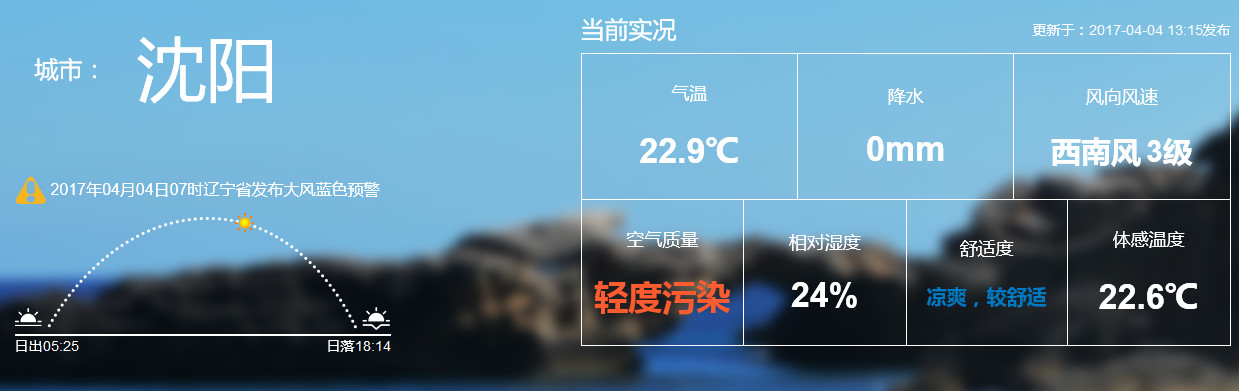 城市：
沈阳
2017年04月04日07时辽宁省发布大风蓝色预警
日出05:25
日落18:14
当前实况
更新于：2017-04-04 13:15发布
气温
22.9℃
降水
0mm
风向风速
西南风 3级
空气质量
轻度污染
相对湿度
24%
舒适度
凉爽，较舒适
体感温度
22.6℃